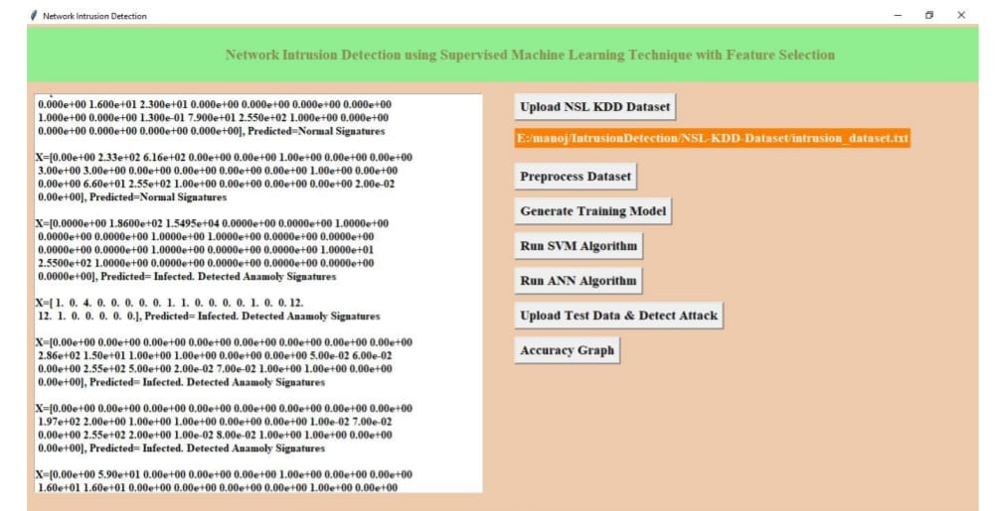 Network Intrusion Detection
Network Intrusion Detection using Supervised Machine Learning Technique with Feature Selection
0.000e+00 1.600e+01 2.300e+01 0.000e+00 0.000e+00 0.000e+00 0.000e+00
1.000e+00 0.000e+00 1.300e-01 7.900e+01 2.550e+02 1.000e+00 0.000e+00
0.000e+00 0.000e+00 0.000e+00 0.000e+00], Predicted=Normal Signatures
X=[0.00e+00 2.33e+02 6.16e+02 0.00e+00 0.00e+00 1.00e+00 0.00e+00 0.00e+00
3.00e+00 3.00e+00 0.00e+00 0.00e+00 0.00e+00 0.00e+00 1.00e+00 0.00e+00
0.00e+00 6.60e+01 2.55e+02 1.00e+00 0.00e+00 0.00e+00 0.00e+00 2.00e-02
0.00e+00], Predicted=Normal Signatures
X=[0.0000e+00 1.8600e+02 1.5495e+04 0.0000e+00 0.0000e+00 1.0000e+00
0.0000e+00 0.0000e+00 1.0000e+00 1.0000e+00 0.0000e+00 0.0000e+00
0.0000e+00 0.0000e+00 1.0000e+00 0.0000e+00 0.0000e+00 1.0000e+01
2.5500e+02 1.0000e+00 0.0000e+00 0.0000e+00 0.0000e+00 0.0000e+00
0.0000e+00], Predicted= Infected. Detected Anamoly Signatures
X=[ 1. 0. 4. 0. 0. 0. 0. 0. 1. 1. 0. 0. 0. 0. 1. 0. 0. 12.
12. 1. 0. 0. 0. 0. 0.], Predicted= Infected. Detected Anamoly Signatures
X=[0.00e+00 0.00e+00 0.00e+00 0.00e+00 0.00e+00 0.00e+00 0.00e+00 0.00e+00
2.86e+02 1.50e+01 1.00e+00 1.00e+00 0.00e+00 0.00e+00 5.00e-02 6.00e-02
0.00e+00 2.55e+02 5.00e+00 2.00e-02 7.00e-02 1.00e+00 1.00e+00 0.00e+00
0.00e+00], Predicted= Infected. Detected Anamoly Signatures
X=[0.00e+00 0.00e+00 0.00e+00 0.00e+00 0.00e+00 0.00e+00 0.00e+00 0.00e+00
1.97e+02 2.00e+00 1.00e+00 1.00e+00 0.00e+00 0.00e+00 1.00e-02 7.00e-02
0.00e+00 2.55e+02 2.00e+00 1.00e-02 8.00e-02 1.00e+00 1.00e+00 0.00e+00
0.00e+00], Predicted= Infected. Detected Anamoly Signatures
X=[0.00e+00 5.90e+01 0.00e+00 0.00e+00 0.00e+00 1.00e+00 0.00e+00 0.00e+00
1.60e+01 1.60e+01 0.00e+00 0.00e+00 0.00e+00 0.00e+00 1.00e+00 0.00e+00
Upload NSL KDD Dataset
E:/manoj/IntrusionDetection/NSL-KDD-Dataset/intrusion_dataset.txt
Preprocess Dataset
Generate Training Model
Run SVM Algorithm
Run ANN Algorithm
Upload Test Data & Detect Attack
Accuracy Graph